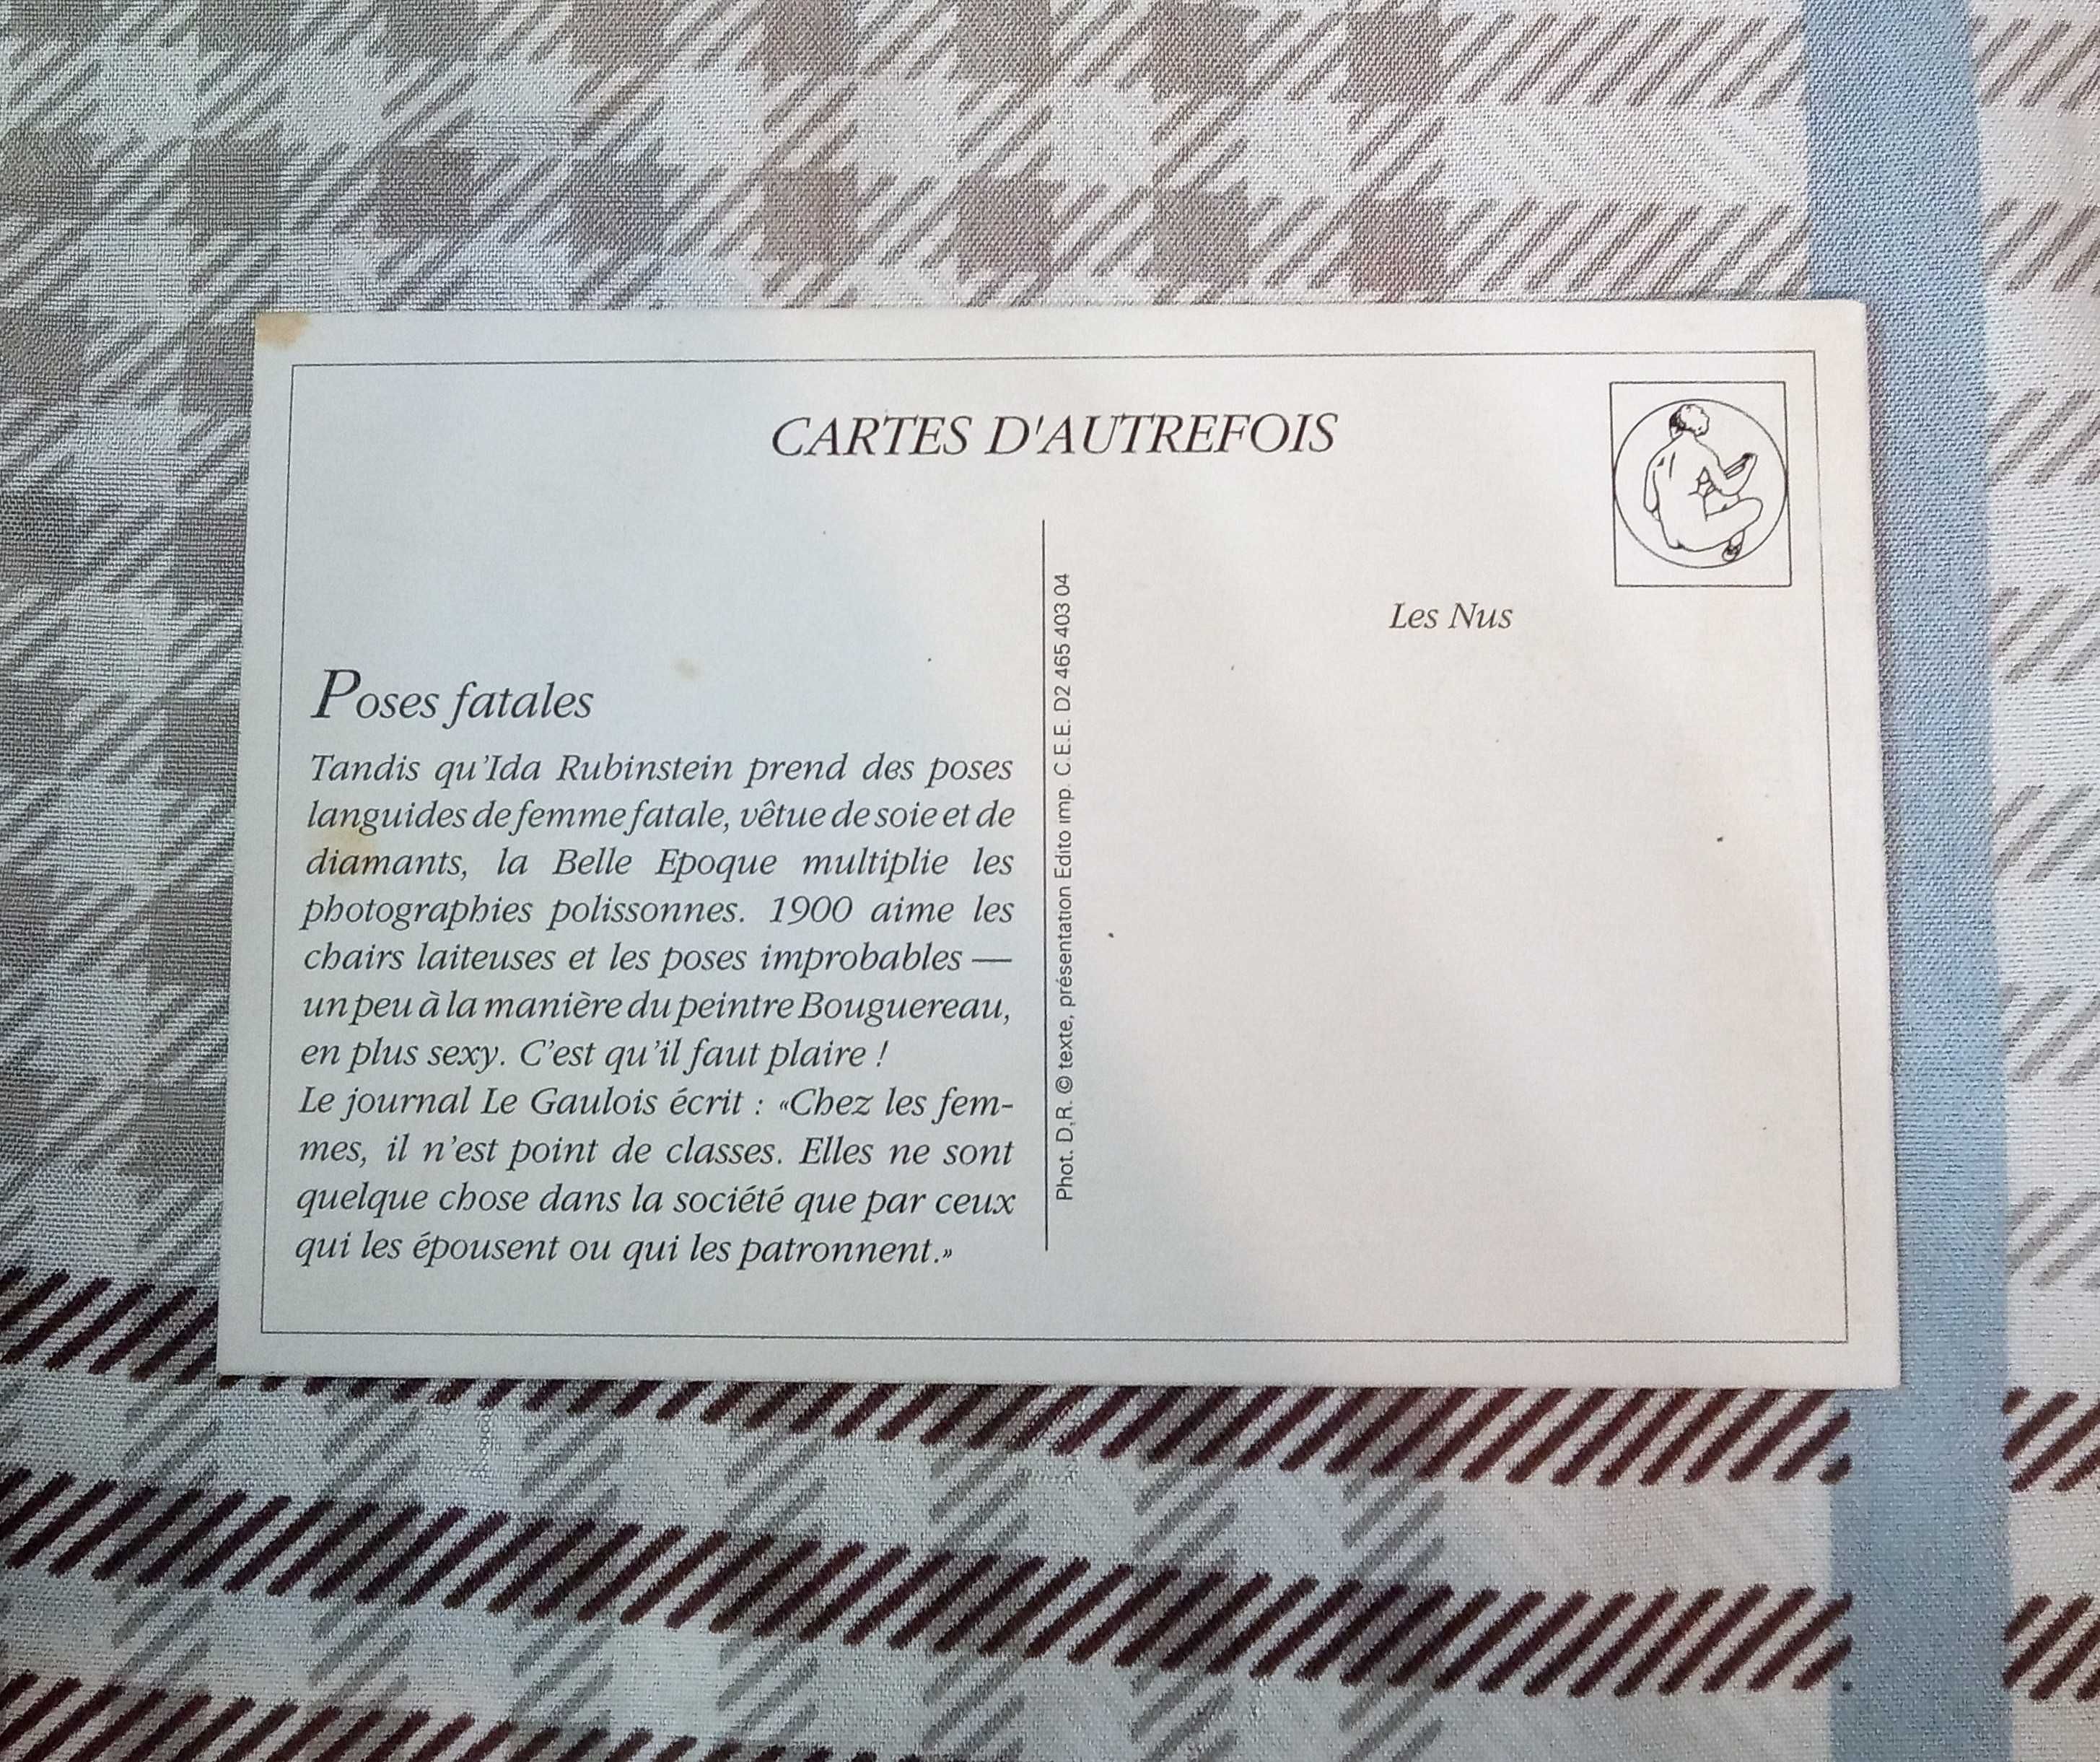 CARTES D'AUTREFOIS
Les Nus
Poses fatales
Tandis qu'Ida Rubinstein prend des poses
languides de femme fatale, vêtue de soie et de
diamants, la Belle Epoque multiplie les
photographies polissonnes. 1900 aime les
chairs laiteuses et les poses improbables —
un peu à la manière du peintre Bouguereau,
en plus sexy. C'est qu'il faut plaire !
Le journal Le Gaulois écrit : «Chez les fem-
mes, il n'est point de classes. Elles ne sont
quelque chose dans la société que par ceux
qui les épousent ou qui les patronnent.»
Phot. D.R. © texte, présentation Edito imp. C.E.E. D2 465 403 04